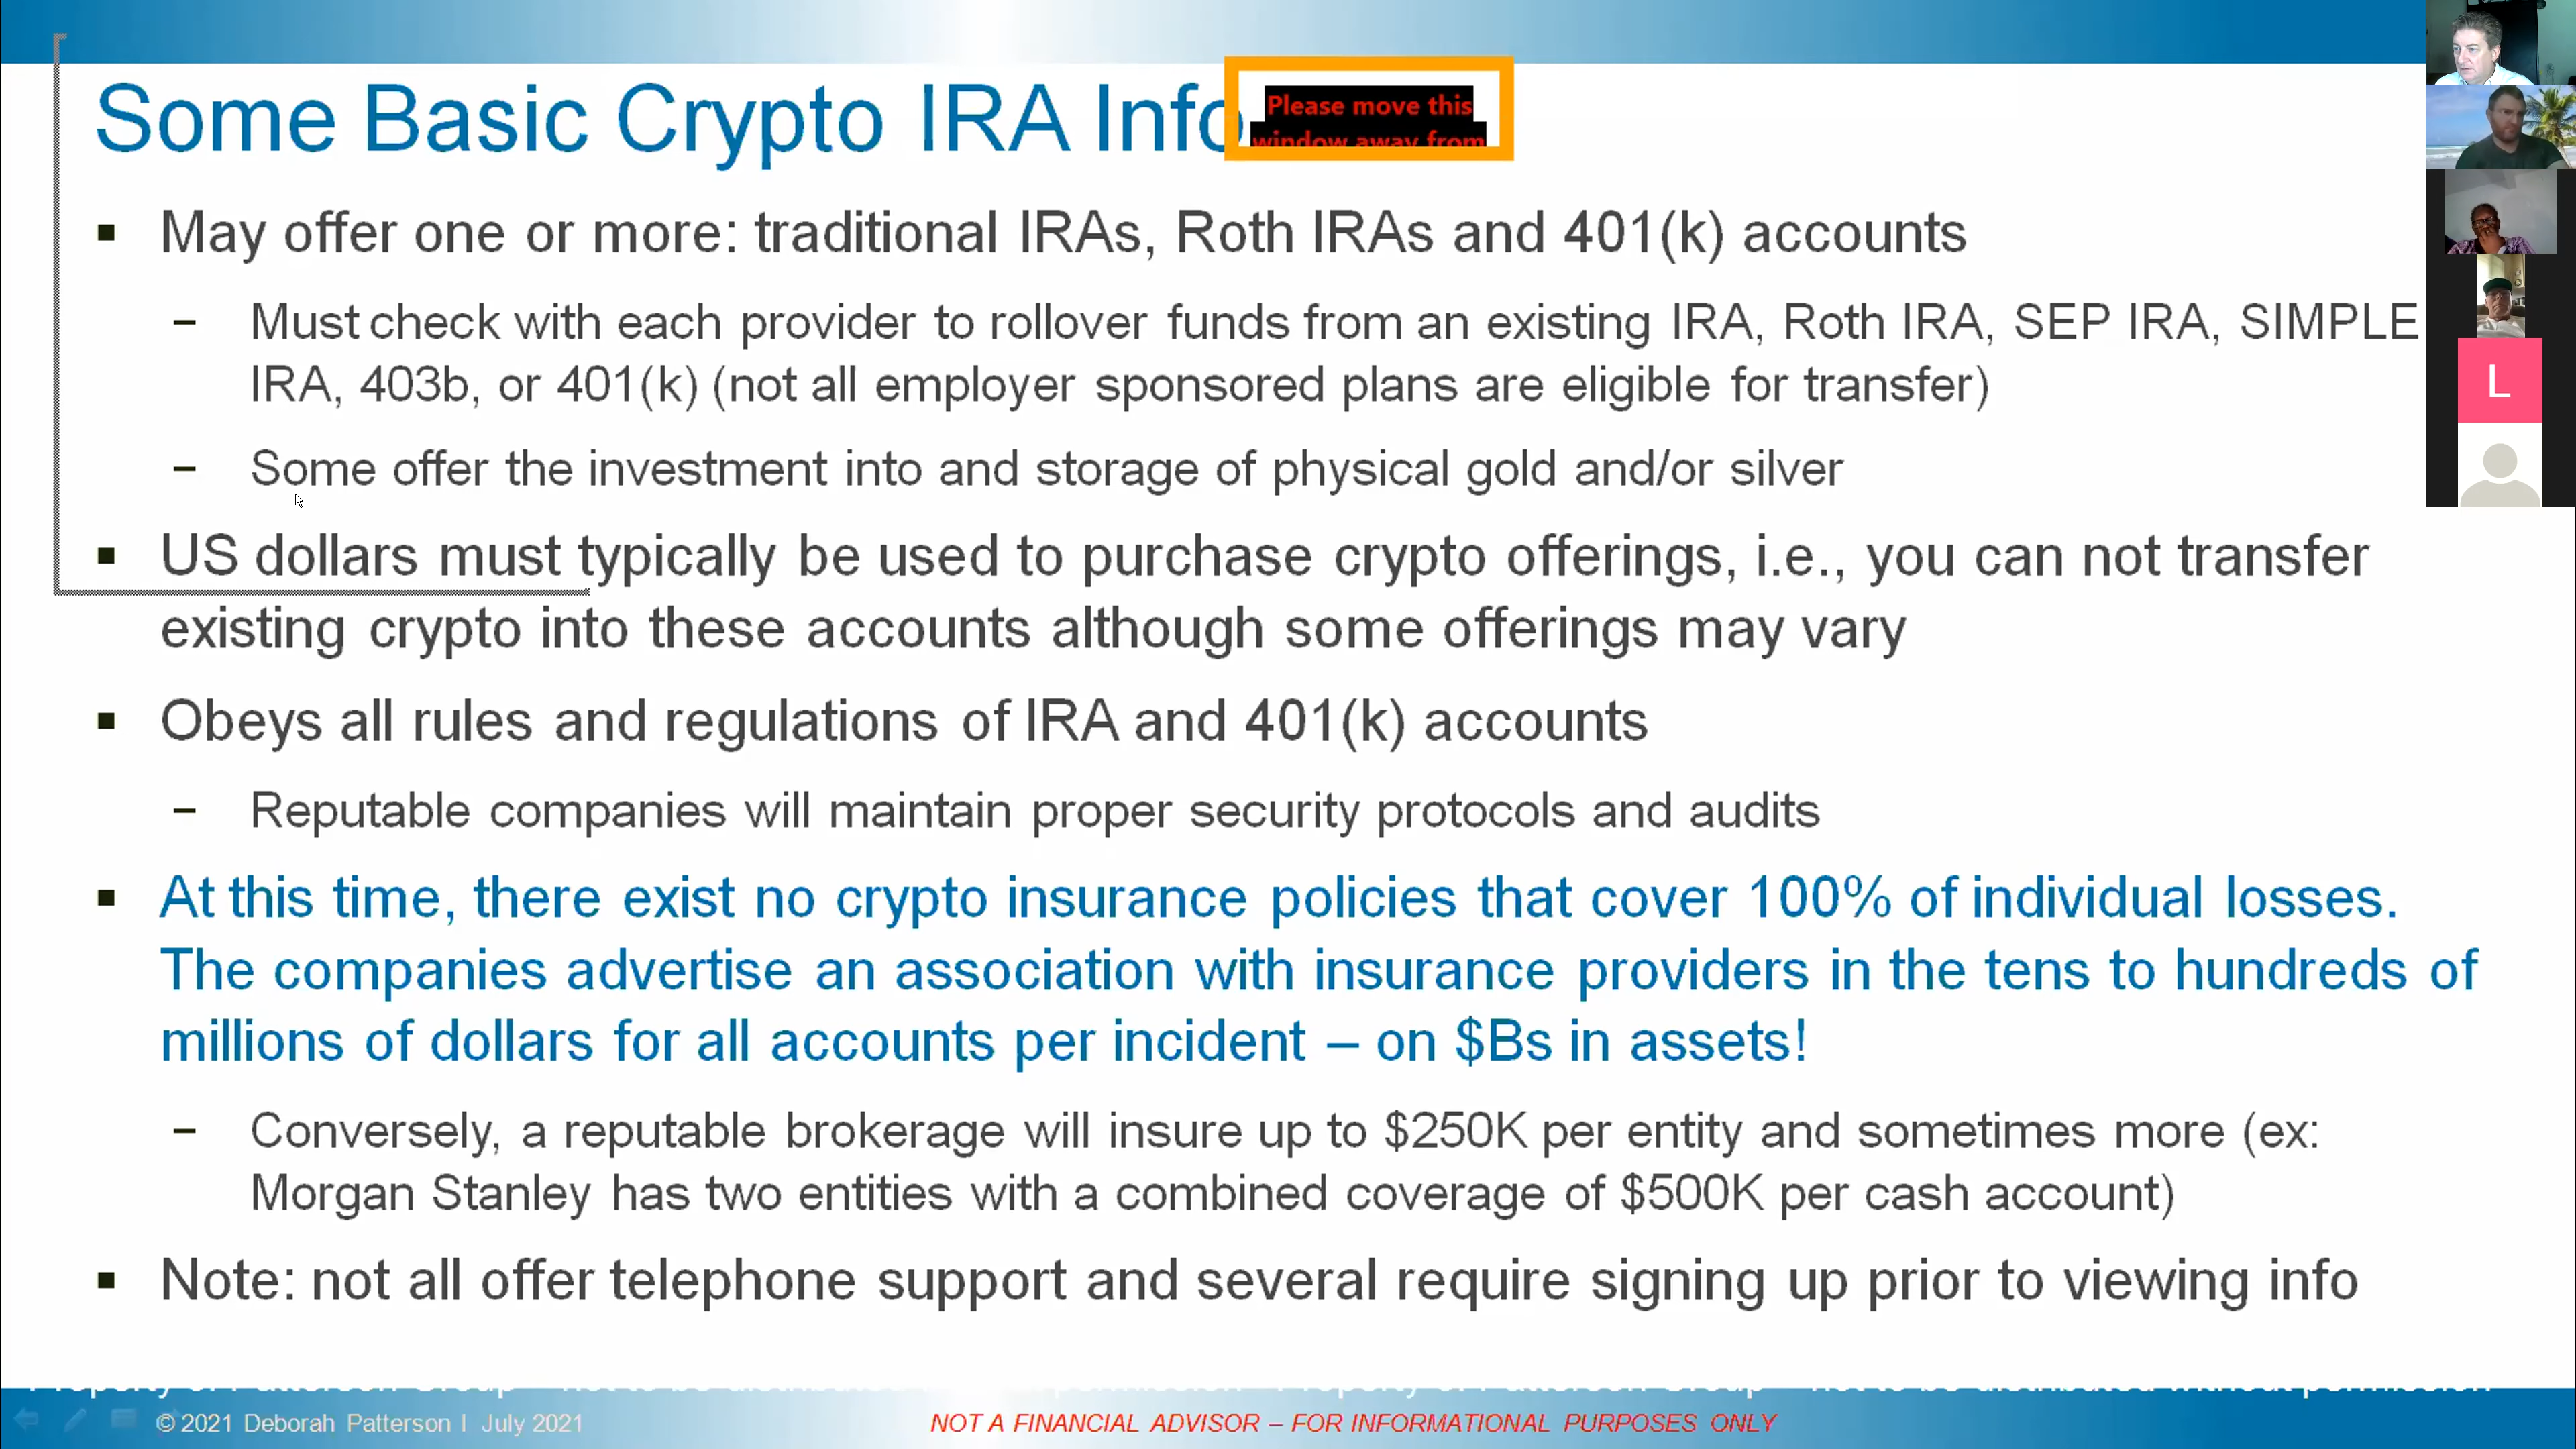 Some Basic Crypto IRA Info
Please move this
window away from
▪ May offer one or more: traditional IRAs, Roth IRAs and 401(k) accounts
– Must check with each provider to rollover funds from an existing IRA, Roth IRA, SEP IRA, SIMPLE
IRA, 403b, or 401(k) (not all employer sponsored plans are eligible for transfer)
– Some offer the investment into and storage of physical gold and/or silver
L
▪ US dollars must typically be used to purchase crypto offerings, i.e., you can not transfer
existing crypto into these accounts although some offerings may vary
▪ Obeys all rules and regulations of IRA and 401(k) accounts
– Reputable companies will maintain proper security protocols and audits
▪ At this time, there exist no crypto insurance policies that cover 100% of individual losses.
The companies advertise an association with insurance providers in the tens to hundreds of
millions of dollars for all accounts per incident – on $Bs in assets!
– Conversely, a reputable brokerage will insure up to $250K per entity and sometimes more (ex:
Morgan Stanley has two entities with a combined coverage of $500K per cash account)
▪ Note: not all offer telephone support and several require signing up prior to viewing info
© 2021 Deborah Patterson I July 2021
NOT A FINANCIAL ADVISOR – FOR INFORMATIONAL PURPOSES ONLY